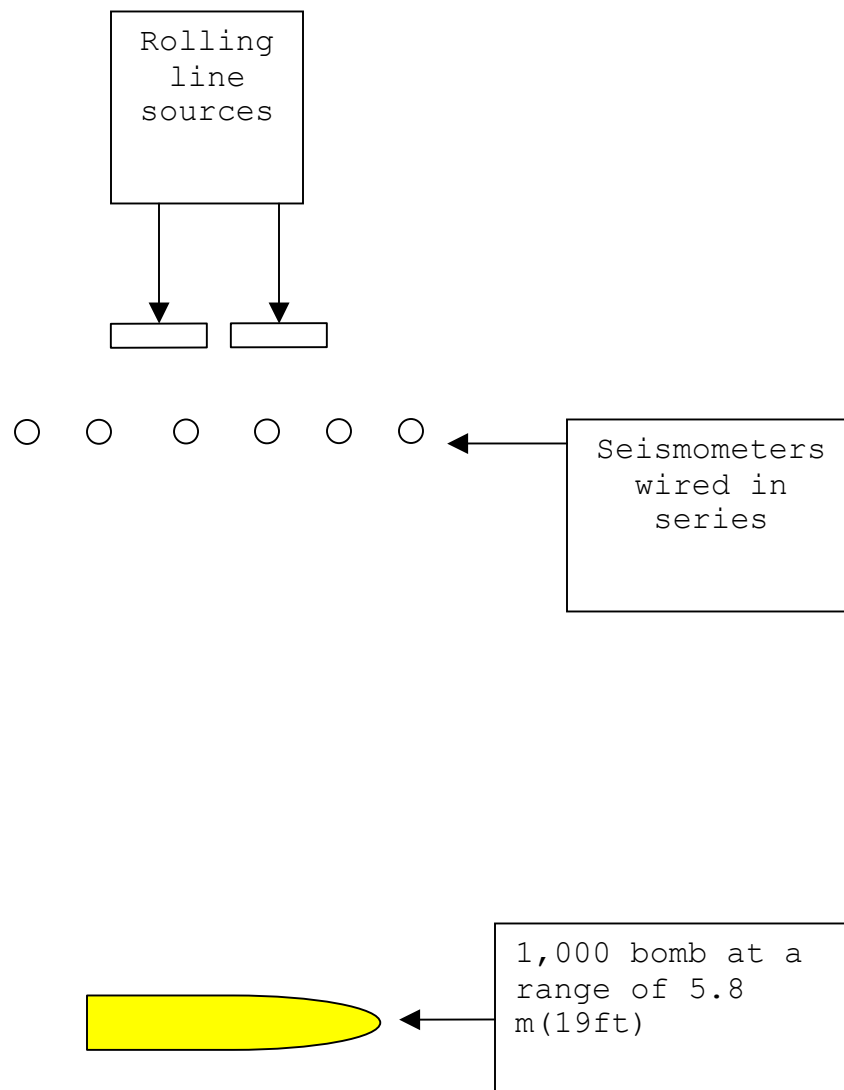 Rolling
line
sources
Seismometers
wired in
series
1,000 bomb at a
range of 5.8
m(19ft)